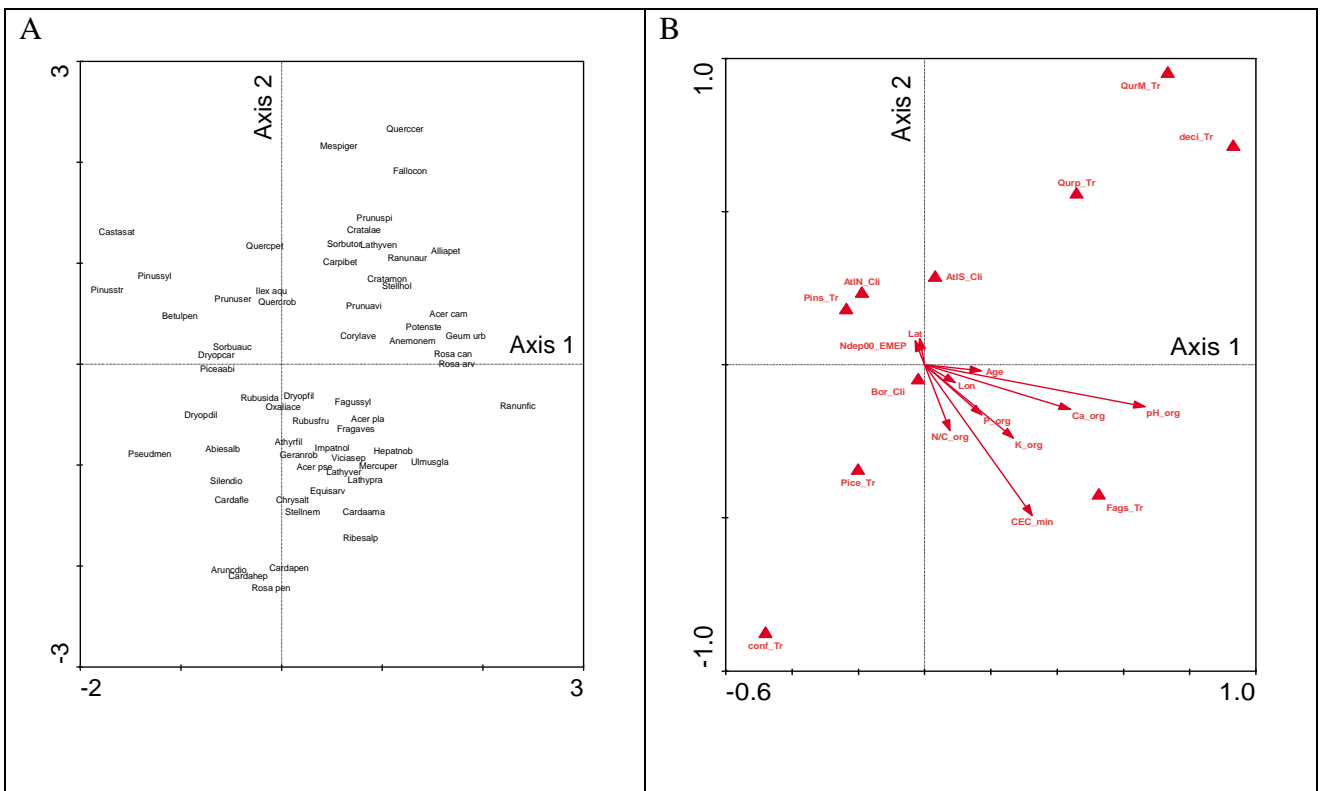 A
3
Axis 2
Querccer
Mespiger
Fallocon
Prunuspi
Castasat
Cratalae
Quercpet
Sorbutor
Lathyven
Alliapet
Ranunaur
Carpibet
Pinussyl
Cratamon
Stellhol
Pinusstr
Ilex aqu
Prunuser
Quercrob
Prunuavi
Betulpen
Acer cam
Potenste
Corylave
Anemonem
Geum urb
Axis 1
Sorbuauc
Dryopcar
Rosa can
Piceaabi
Rosa arv
Rubusida
Dryopfil
Oxaliace
Fagussyl
Ranunfic
Dryopdil
Rubusfru
Acer pla
Fragaves
Athyrfil
Abiesalb
Impatnol
Hepatnob
Pseudmen
Geranrob
Viciasep
Ulmusgla
Acer pse
Mercuper
Lathyver
Silendio
Lathypra
Equisarv
Cardafle
Chrysalt
Stellnem
Cardaama
Ribesalp
Aruncdio
Cardapen
Cardahep
Rosa pen
-3
-2
3
B
1.0
Axis 2
QurM_Tr
deci_Tr
Qurp_Tr
AtlS_Cli
AtlN_Cli
Pins_Tr
Lat
Ndep00_EMEP
Axis 1
Age
Lon
Bor_Cli
pH_org
Ca_org
P_org
N/C_org
K_org
Pice_Tr
Fags_Tr
CEC_min
conf_Tr
-1.0
-0.6
1.0